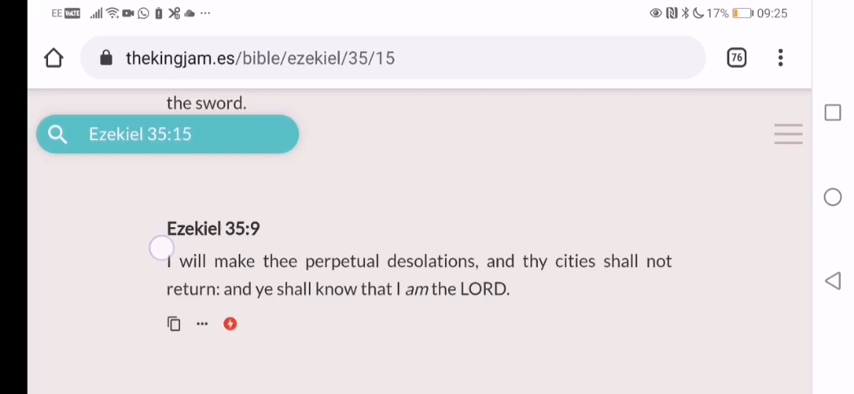 EE VoLTE 17% 09:25
thekingjam.es/bible/ezekiel/35/15 76
the sword.
Ezekiel 35:15
Ezekiel 35:9
I will make thee perpetual desolations, and thy cities shall not
return: and ye shall know that I am the LORD.